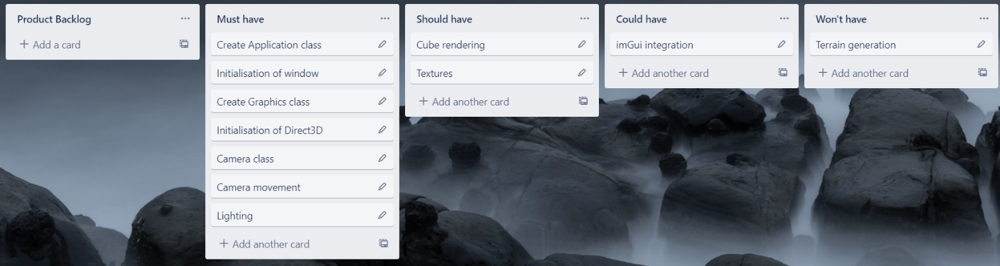 Product Backlog
Add a card
Must have
Create Application class
Initialisation of window
Create Graphics class
Initialisation of Direct3D
Camera class
Camera movement
Lighting
Add another card
Should have
Cube rendering
Textures
Add another card
Could have
imGui integration
Add another card
Won't have
Terrain generation
Add another card